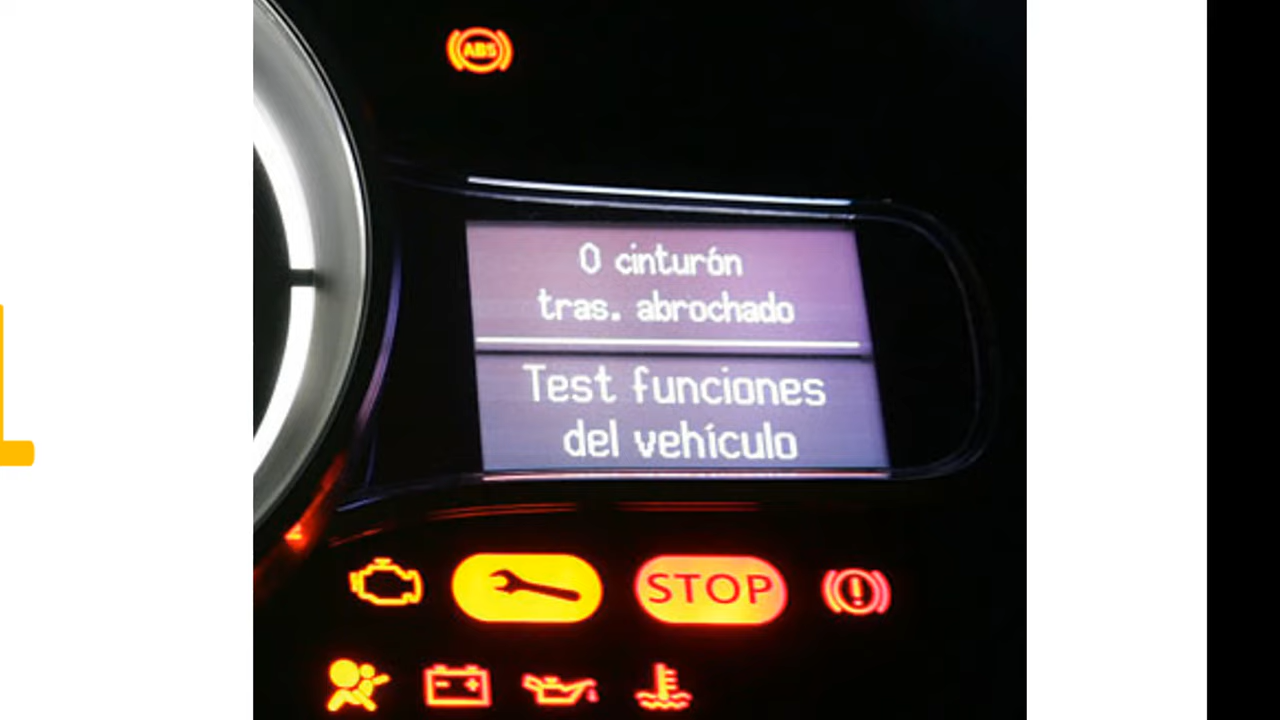 ABS
0 cinturón
tras. abrochado
Test funciones
del vehículo
STOP